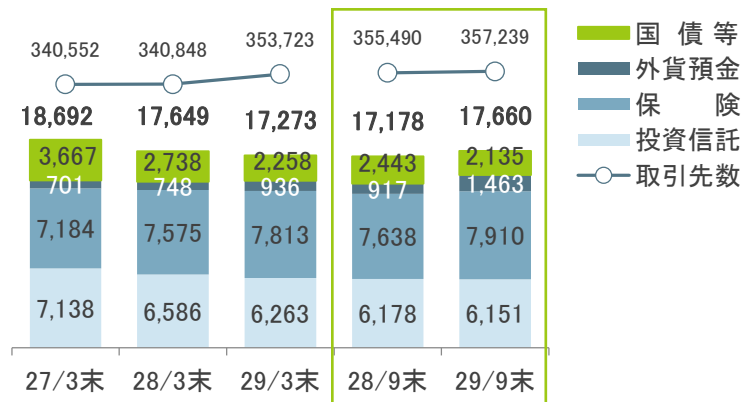 340,552 340,848 353,723 355,490 357,239
18,692 17,649 17,273 17,178 17,660
3,667 2,738 2,258 2,443 2,135
701 748 936 917 1,463
7,184 7,575 7,813 7,638 7,910
7,138 6,586 6,263 6,178 6,151
27/3末 28/3末 29/3末 28/9末 29/9末
国 債 等
外貨預金
保 険
投資信託
取引先数